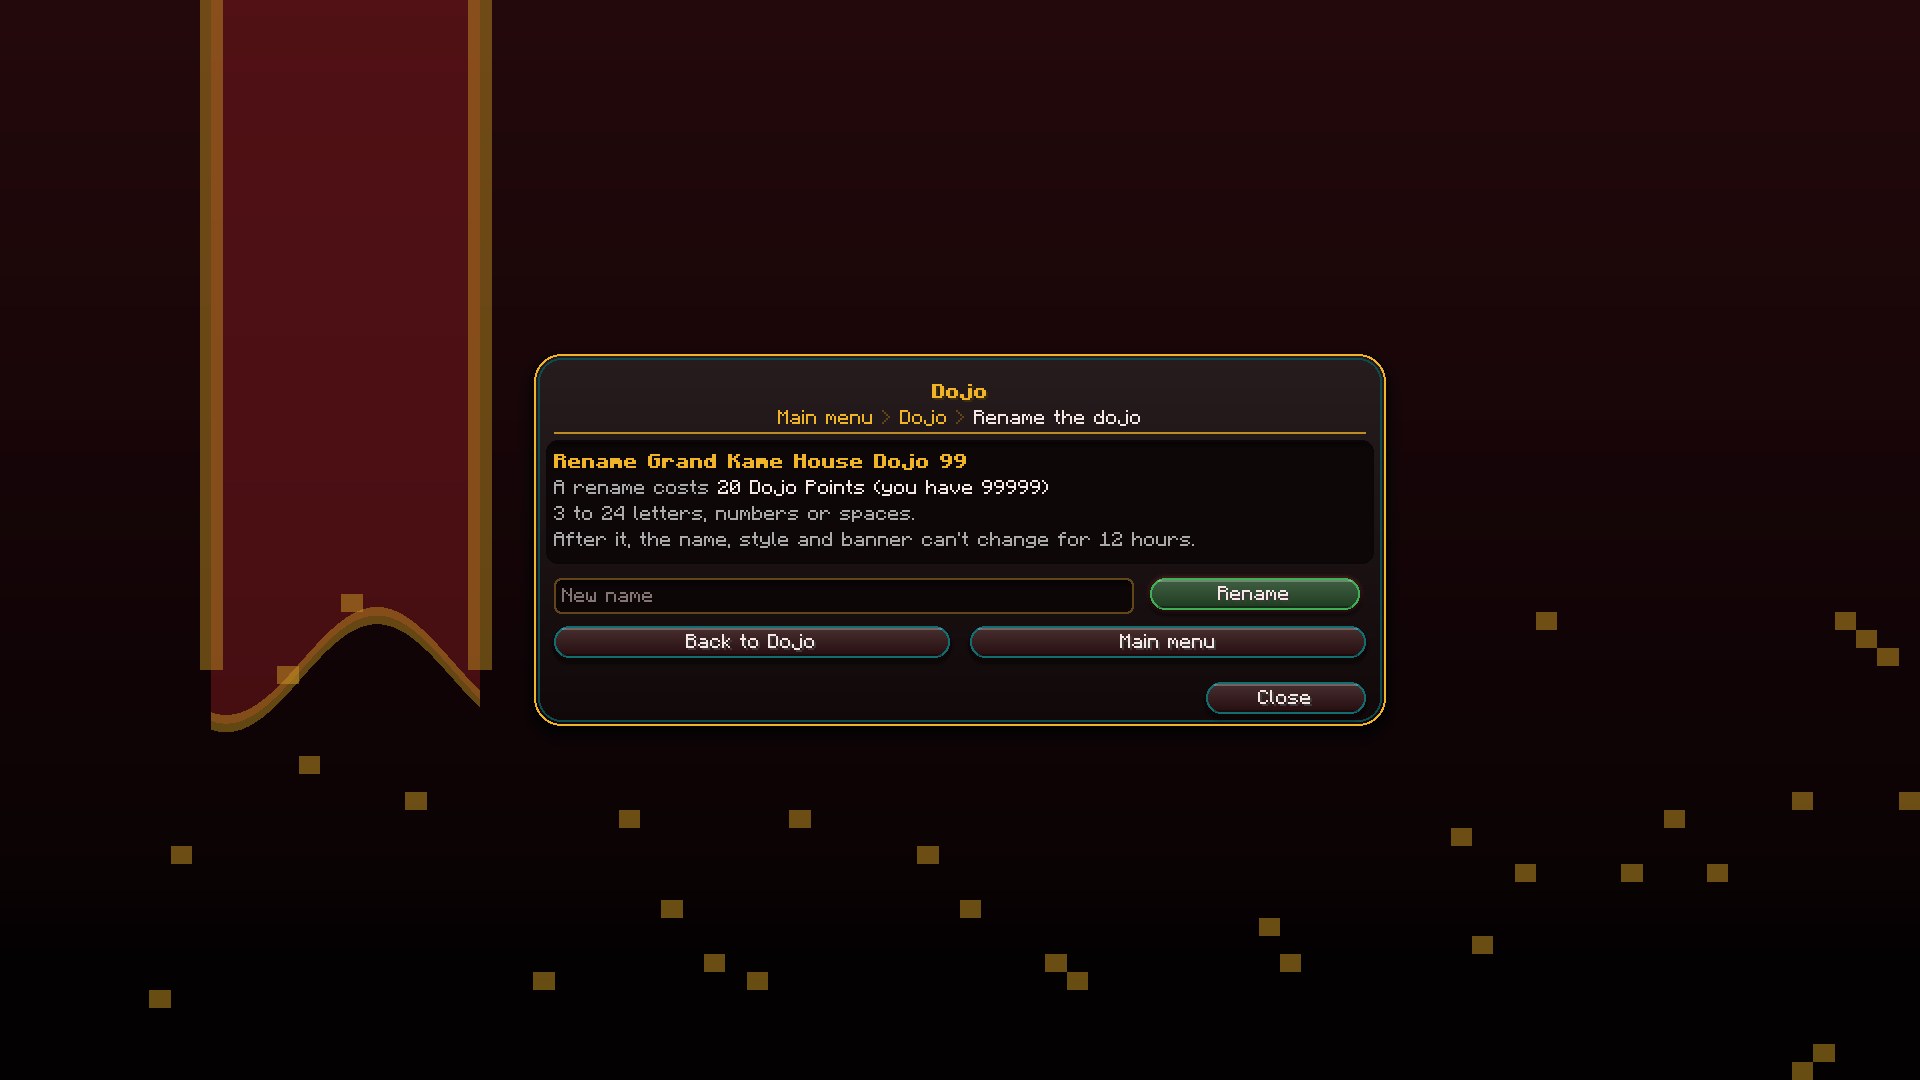 Dojo
Main menu > Dojo > Rename the dojo
Rename Grand Kame House Dojo 99
A rename costs 20 Dojo Points (you have 99999)
3 to 24 letters, numbers or spaces.
After it, the name, style and banner can't change for 12 hours.
New name
Rename
Back to Dojo
Main menu
Close